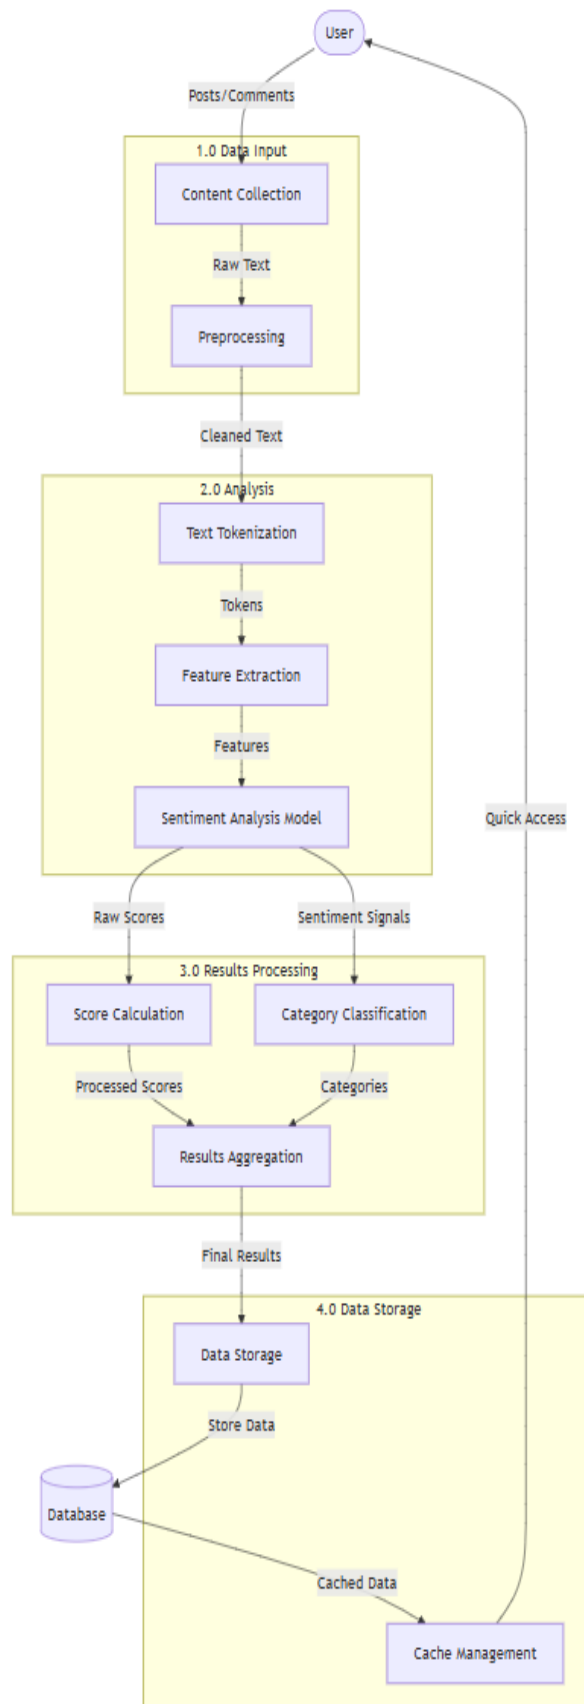 User
Posts/Comments
1.0 Data Input
Content Collection
Raw Text
Preprocessing
Cleaned Text
2.0 Analysis
Text Tokenization
Tokens
Feature Extraction
Features
Sentiment Analysis Model
Quick Access
Raw Scores
Sentiment Signals
3.0 Results Processing
Score Calculation
Category Classification
Processed Scores
Categories
Results Aggregation
Final Results
4.0 Data Storage
Data Storage
Store Data
Database
Cached Data
Cache Management